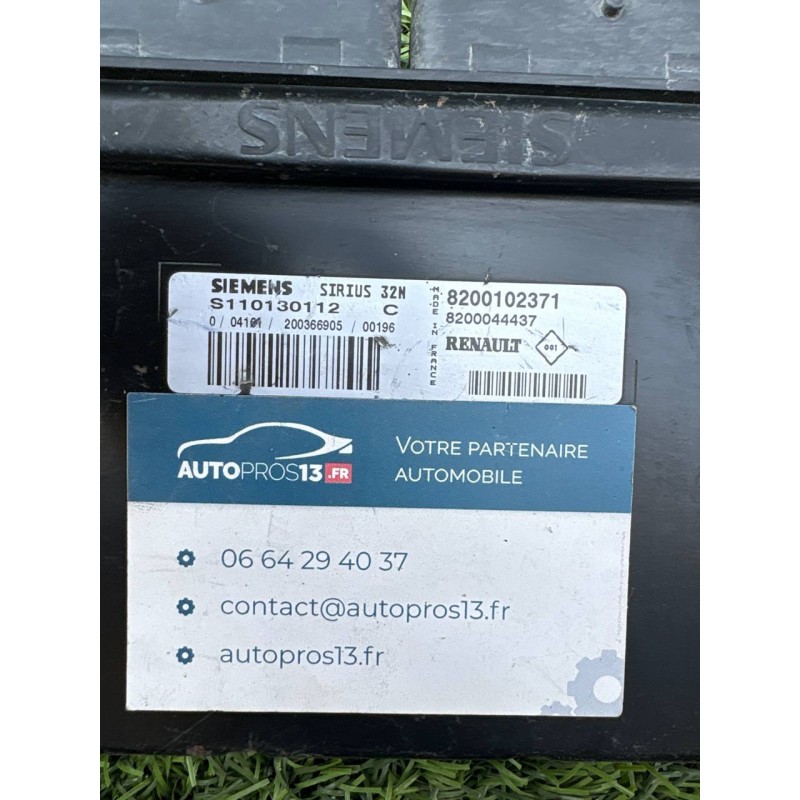 SIEMENS
SIEMENS SIRIUS 32N
S110130112 C
0 / 04101 / 200366905 / 00196
MADE IN FRANCE
8200102371
8200044437
RENAULT 001
AUTOPROS13.FR
VOTRE PARTENAIRE
AUTOMOBILE
06 64 29 40 37
contact@autopros13.fr
autopros13.fr